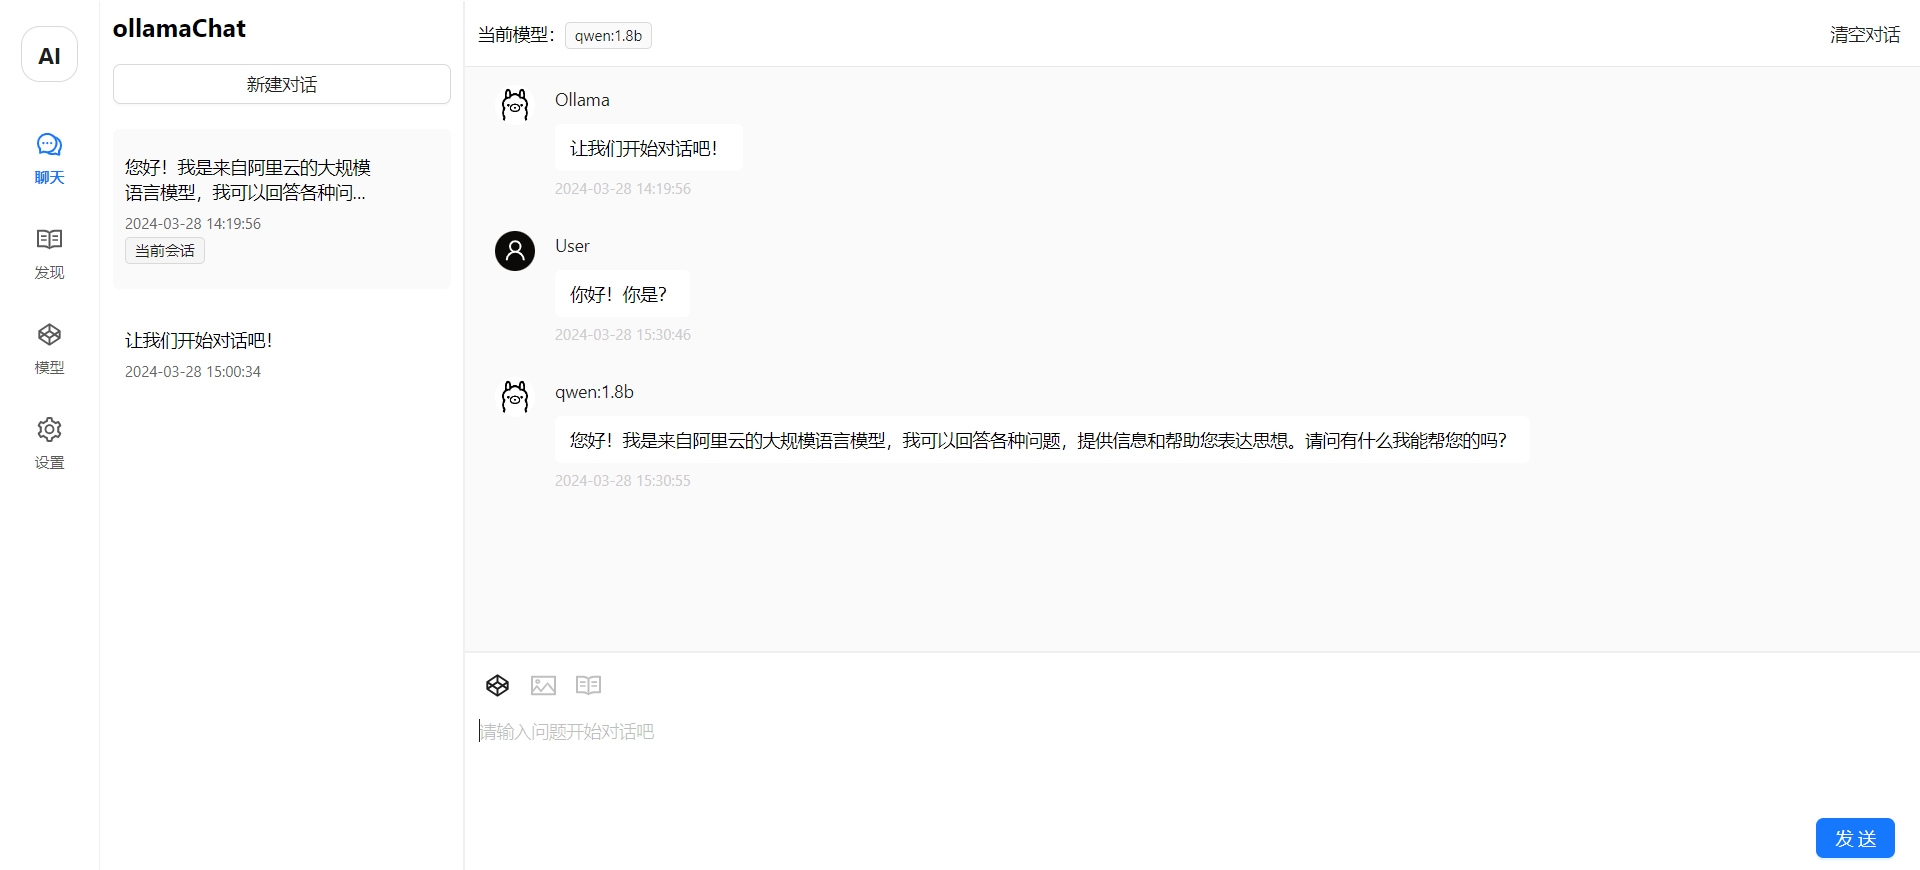 AI
聊天
发现
模型
设置
ollamaChat
新建对话
您好！我是来自阿里云的大规模
语言模型，我可以回答各种问...
2024-03-28 14:19:56
当前会话
让我们开始对话吧！
2024-03-28 15:00:34
当前模型： qwen:1.8b
清空对话
Ollama
让我们开始对话吧！
2024-03-28 14:19:56
User
你好！你是？
2024-03-28 15:30:46
qwen:1.8b
您好！我是来自阿里云的大规模语言模型，我可以回答各种问题，提供信息和帮助您表达思想。请问有什么我能帮您的吗？
2024-03-28 15:30:55
请输入问题开始对话吧
发送